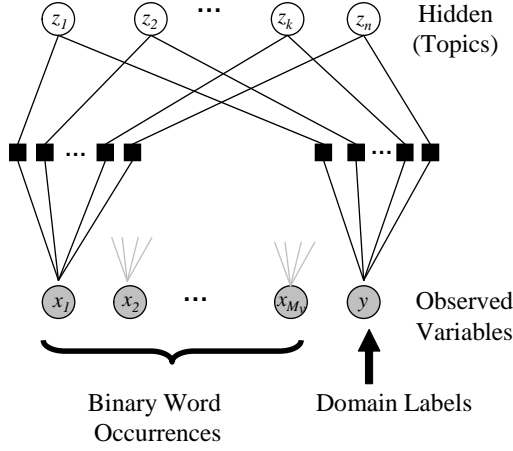 z1 z2 ... zk zn Hidden
(Topics)
... ...
x1 x2 ... xMv y Observed
Variables
Binary Word Domain Labels
Occurrences